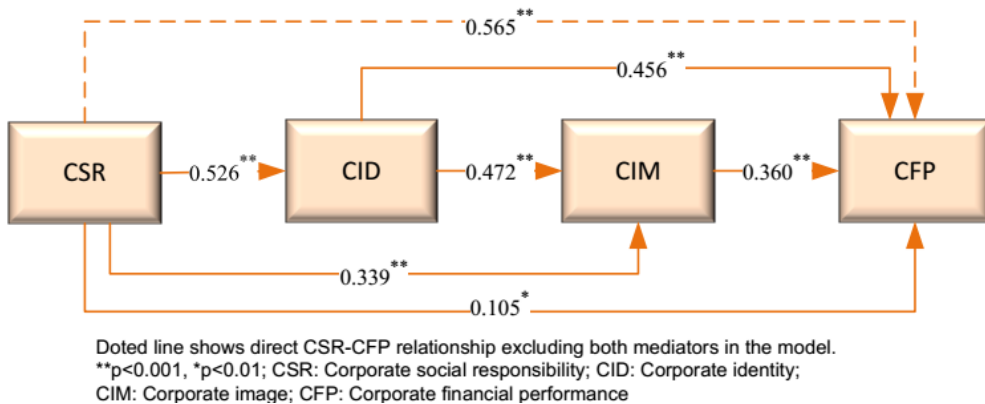 0.565**
0.456**
CSR
0.526**
CID
0.472**
CIM
0.360**
CFP
0.339**
0.105*
Doted line shows direct CSR-CFP relationship excluding both mediators in the model.
**p<0.001, *p<0.01; CSR: Corporate social responsibility; CID: Corporate identity;
CIM: Corporate image; CFP: Corporate financial performance